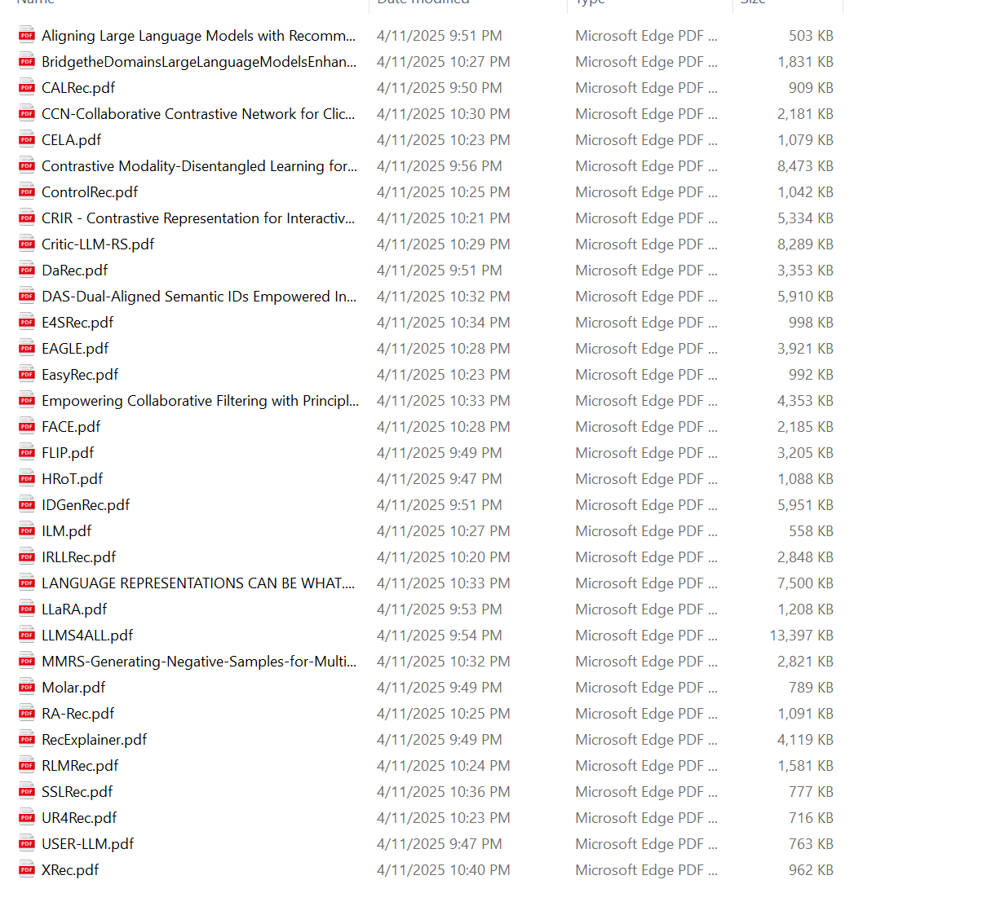 Name Date modified Type Size
Aligning Large Language Models with Recomm... 4/11/2025 9:51 PM Microsoft Edge PDF ... 503 KB
BridgetheDomainsLargeLanguageModelsEnhan... 4/11/2025 10:27 PM Microsoft Edge PDF ... 1,831 KB
CALRec.pdf 4/11/2025 9:50 PM Microsoft Edge PDF ... 909 KB
CCN-Collaborative Contrastive Network for Clic... 4/11/2025 10:30 PM Microsoft Edge PDF ... 2,181 KB
CELA.pdf 4/11/2025 10:23 PM Microsoft Edge PDF ... 1,079 KB
Contrastive Modality-Disentangled Learning for... 4/11/2025 9:56 PM Microsoft Edge PDF ... 8,473 KB
ControlRec.pdf 4/11/2025 10:25 PM Microsoft Edge PDF ... 1,042 KB
CRIR - Contrastive Representation for Interactiv... 4/11/2025 10:21 PM Microsoft Edge PDF ... 5,334 KB
Critic-LLM-RS.pdf 4/11/2025 10:29 PM Microsoft Edge PDF ... 8,289 KB
DaRec.pdf 4/11/2025 9:51 PM Microsoft Edge PDF ... 3,353 KB
DAS-Dual-Aligned Semantic IDs Empowered In... 4/11/2025 10:32 PM Microsoft Edge PDF ... 5,910 KB
E4SRec.pdf 4/11/2025 10:34 PM Microsoft Edge PDF ... 998 KB
EAGLE.pdf 4/11/2025 10:28 PM Microsoft Edge PDF ... 3,921 KB
EasyRec.pdf 4/11/2025 10:23 PM Microsoft Edge PDF ... 992 KB
Empowering Collaborative Filtering with Principl... 4/11/2025 10:33 PM Microsoft Edge PDF ... 4,353 KB
FACE.pdf 4/11/2025 10:28 PM Microsoft Edge PDF ... 2,185 KB
FLIP.pdf 4/11/2025 9:49 PM Microsoft Edge PDF ... 3,205 KB
HRoT.pdf 4/11/2025 9:47 PM Microsoft Edge PDF ... 1,088 KB
IDGenRec.pdf 4/11/2025 9:51 PM Microsoft Edge PDF ... 5,951 KB
ILM.pdf 4/11/2025 10:27 PM Microsoft Edge PDF ... 558 KB
IRLLRec.pdf 4/11/2025 10:20 PM Microsoft Edge PDF ... 2,848 KB
LANGUAGE REPRESENTATIONS CAN BE WHAT.... 4/11/2025 10:33 PM Microsoft Edge PDF ... 7,500 KB
LLaRA.pdf 4/11/2025 9:53 PM Microsoft Edge PDF ... 1,208 KB
LLMS4ALL.pdf 4/11/2025 9:54 PM Microsoft Edge PDF ... 13,397 KB
MMRS-Generating-Negative-Samples-for-Multi... 4/11/2025 10:32 PM Microsoft Edge PDF ... 2,821 KB
Molar.pdf 4/11/2025 9:49 PM Microsoft Edge PDF ... 789 KB
RA-Rec.pdf 4/11/2025 10:25 PM Microsoft Edge PDF ... 1,091 KB
RecExplainer.pdf 4/11/2025 9:49 PM Microsoft Edge PDF ... 4,119 KB
RLMRec.pdf 4/11/2025 10:24 PM Microsoft Edge PDF ... 1,581 KB
SSLRec.pdf 4/11/2025 10:36 PM Microsoft Edge PDF ... 777 KB
UR4Rec.pdf 4/11/2025 10:23 PM Microsoft Edge PDF ... 716 KB
USER-LLM.pdf 4/11/2025 9:47 PM Microsoft Edge PDF ... 763 KB
XRec.pdf 4/11/2025 10:40 PM Microsoft Edge PDF ... 962 KB